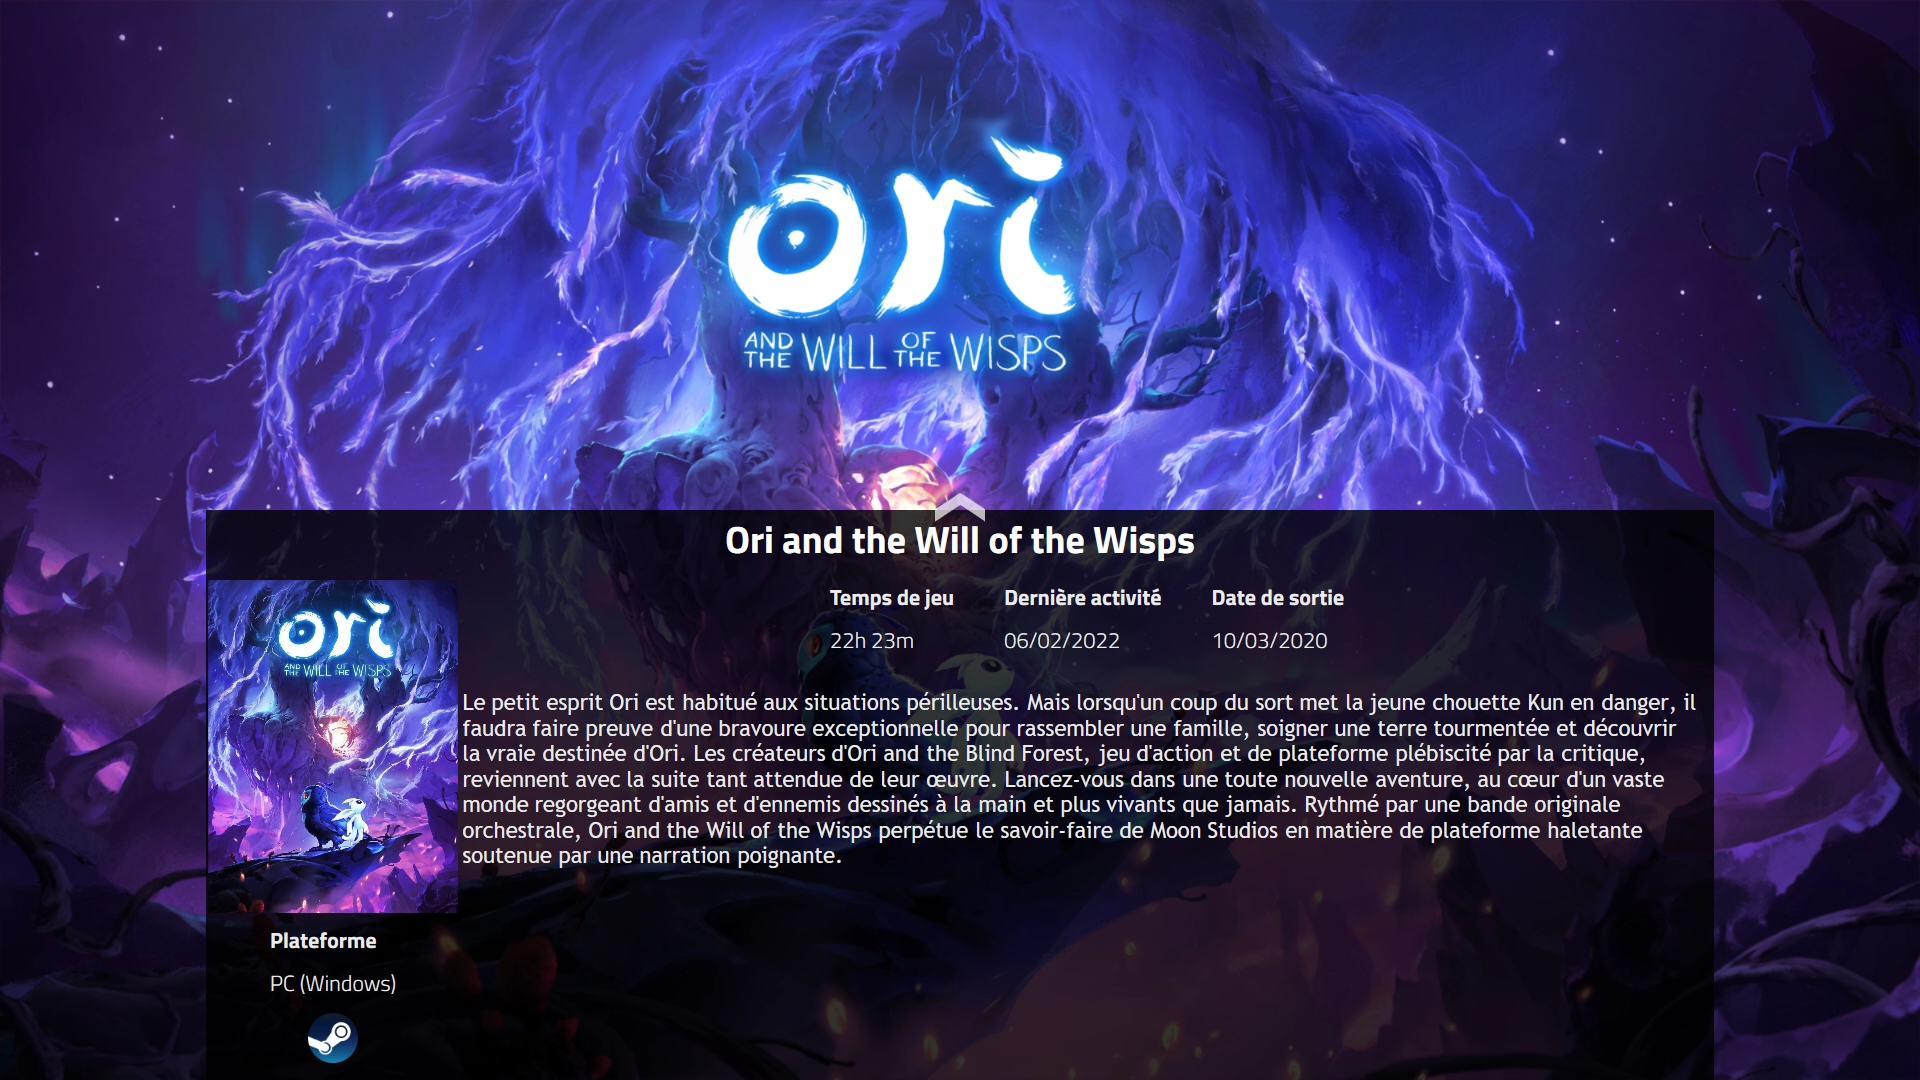 ori
AND THE WILL OF THE WISPS
Ori and the Will of the Wisps
ori
AND THE WILL OF THE WISPS
Temps de jeu
Dernière activité
Date de sortie
22h 23m
06/02/2022
10/03/2020
Le petit esprit Ori est habitué aux situations périlleuses. Mais lorsqu'un coup du sort met la jeune chouette Kun en danger, il
faudra faire preuve d'une bravoure exceptionnelle pour rassembler une famille, soigner une terre tourmentée et découvrir
la vraie destinée d'Ori. Les créateurs d'Ori and the Blind Forest, jeu d'action et de plateforme plébiscité par la critique,
reviennent avec la suite tant attendue de leur œuvre. Lancez-vous dans une toute nouvelle aventure, au cœur d'un vaste
monde regorgeant d'amis et d'ennemis dessinés à la main et plus vivants que jamais. Rythmé par une bande originale
orchestrale, Ori and the Will of the Wisps perpétue le savoir-faire de Moon Studios en matière de plateforme haletante
soutenue par une narration poignante.
Plateforme
PC (Windows)